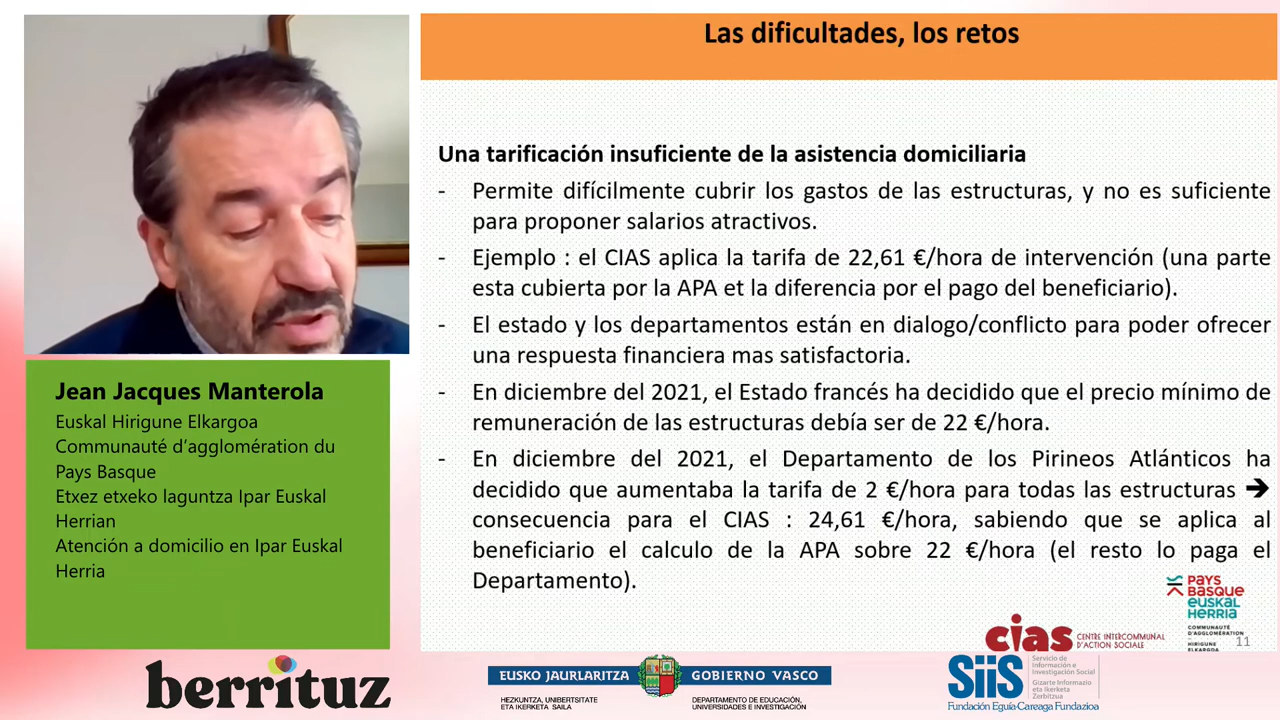 Las dificultades, los retos
Una tarificación insuficiente de la asistencia domiciliaria
- Permite difícilmente cubrir los gastos de las estructuras, y no es suficiente
para proponer salarios atractivos.
- Ejemplo : el CIAS aplica la tarifa de 22,61 €/hora de intervención (una parte
esta cubierta por la APA et la diferencia por el pago del beneficiario).
- El estado y los departamentos están en dialogo/conflicto para poder ofrecer
una respuesta financiera mas satisfactoria.
- En diciembre del 2021, el Estado francés ha decidido que el precio mínimo de
remuneración de las estructuras debía ser de 22 €/hora.
- En diciembre del 2021, el Departamento de los Pirineos Atlánticos ha
decidido que aumentaba la tarifa de 2 €/hora para todas las estructuras ➔
consecuencia para el CIAS : 24,61 €/hora, sabiendo que se aplica al
beneficiario el calculo de la APA sobre 22 €/hora (el resto lo paga el
Departamento).
Jean Jacques Manterola
Euskal Hirigune Elkargoa
Communauté d'agglomération du
Pays Basque
Etxez etxeko laguntza Ipar Euskal
Herrian
Atención a domicilio en Ipar Euskal
Herria
PAYS
BASQUE
euskal
HERRIA
COMMUNAUTÉ
D'AGGLOMÉRATION
HIRIGUNE
ELKARGOA
11
cias
CENTRE INTERCOMMUNAL
D'ACTION SOCIALE
berrituz
EUSKO JAURLARITZA
GOBIERNO VASCO
HEZKUNTZA, UNIBERTSITATE
ETA IKERKETA SAILA
DEPARTAMENTO DE EDUCACIÓN,
UNIVERSIDADES E INVESTIGACIÓN
SiiS
Servicio de
Información e
Investigación Social
Gizarte Informazio
eta Ikerketa
Zerbitzua
Fundación Eguía-Careaga Fundazioa